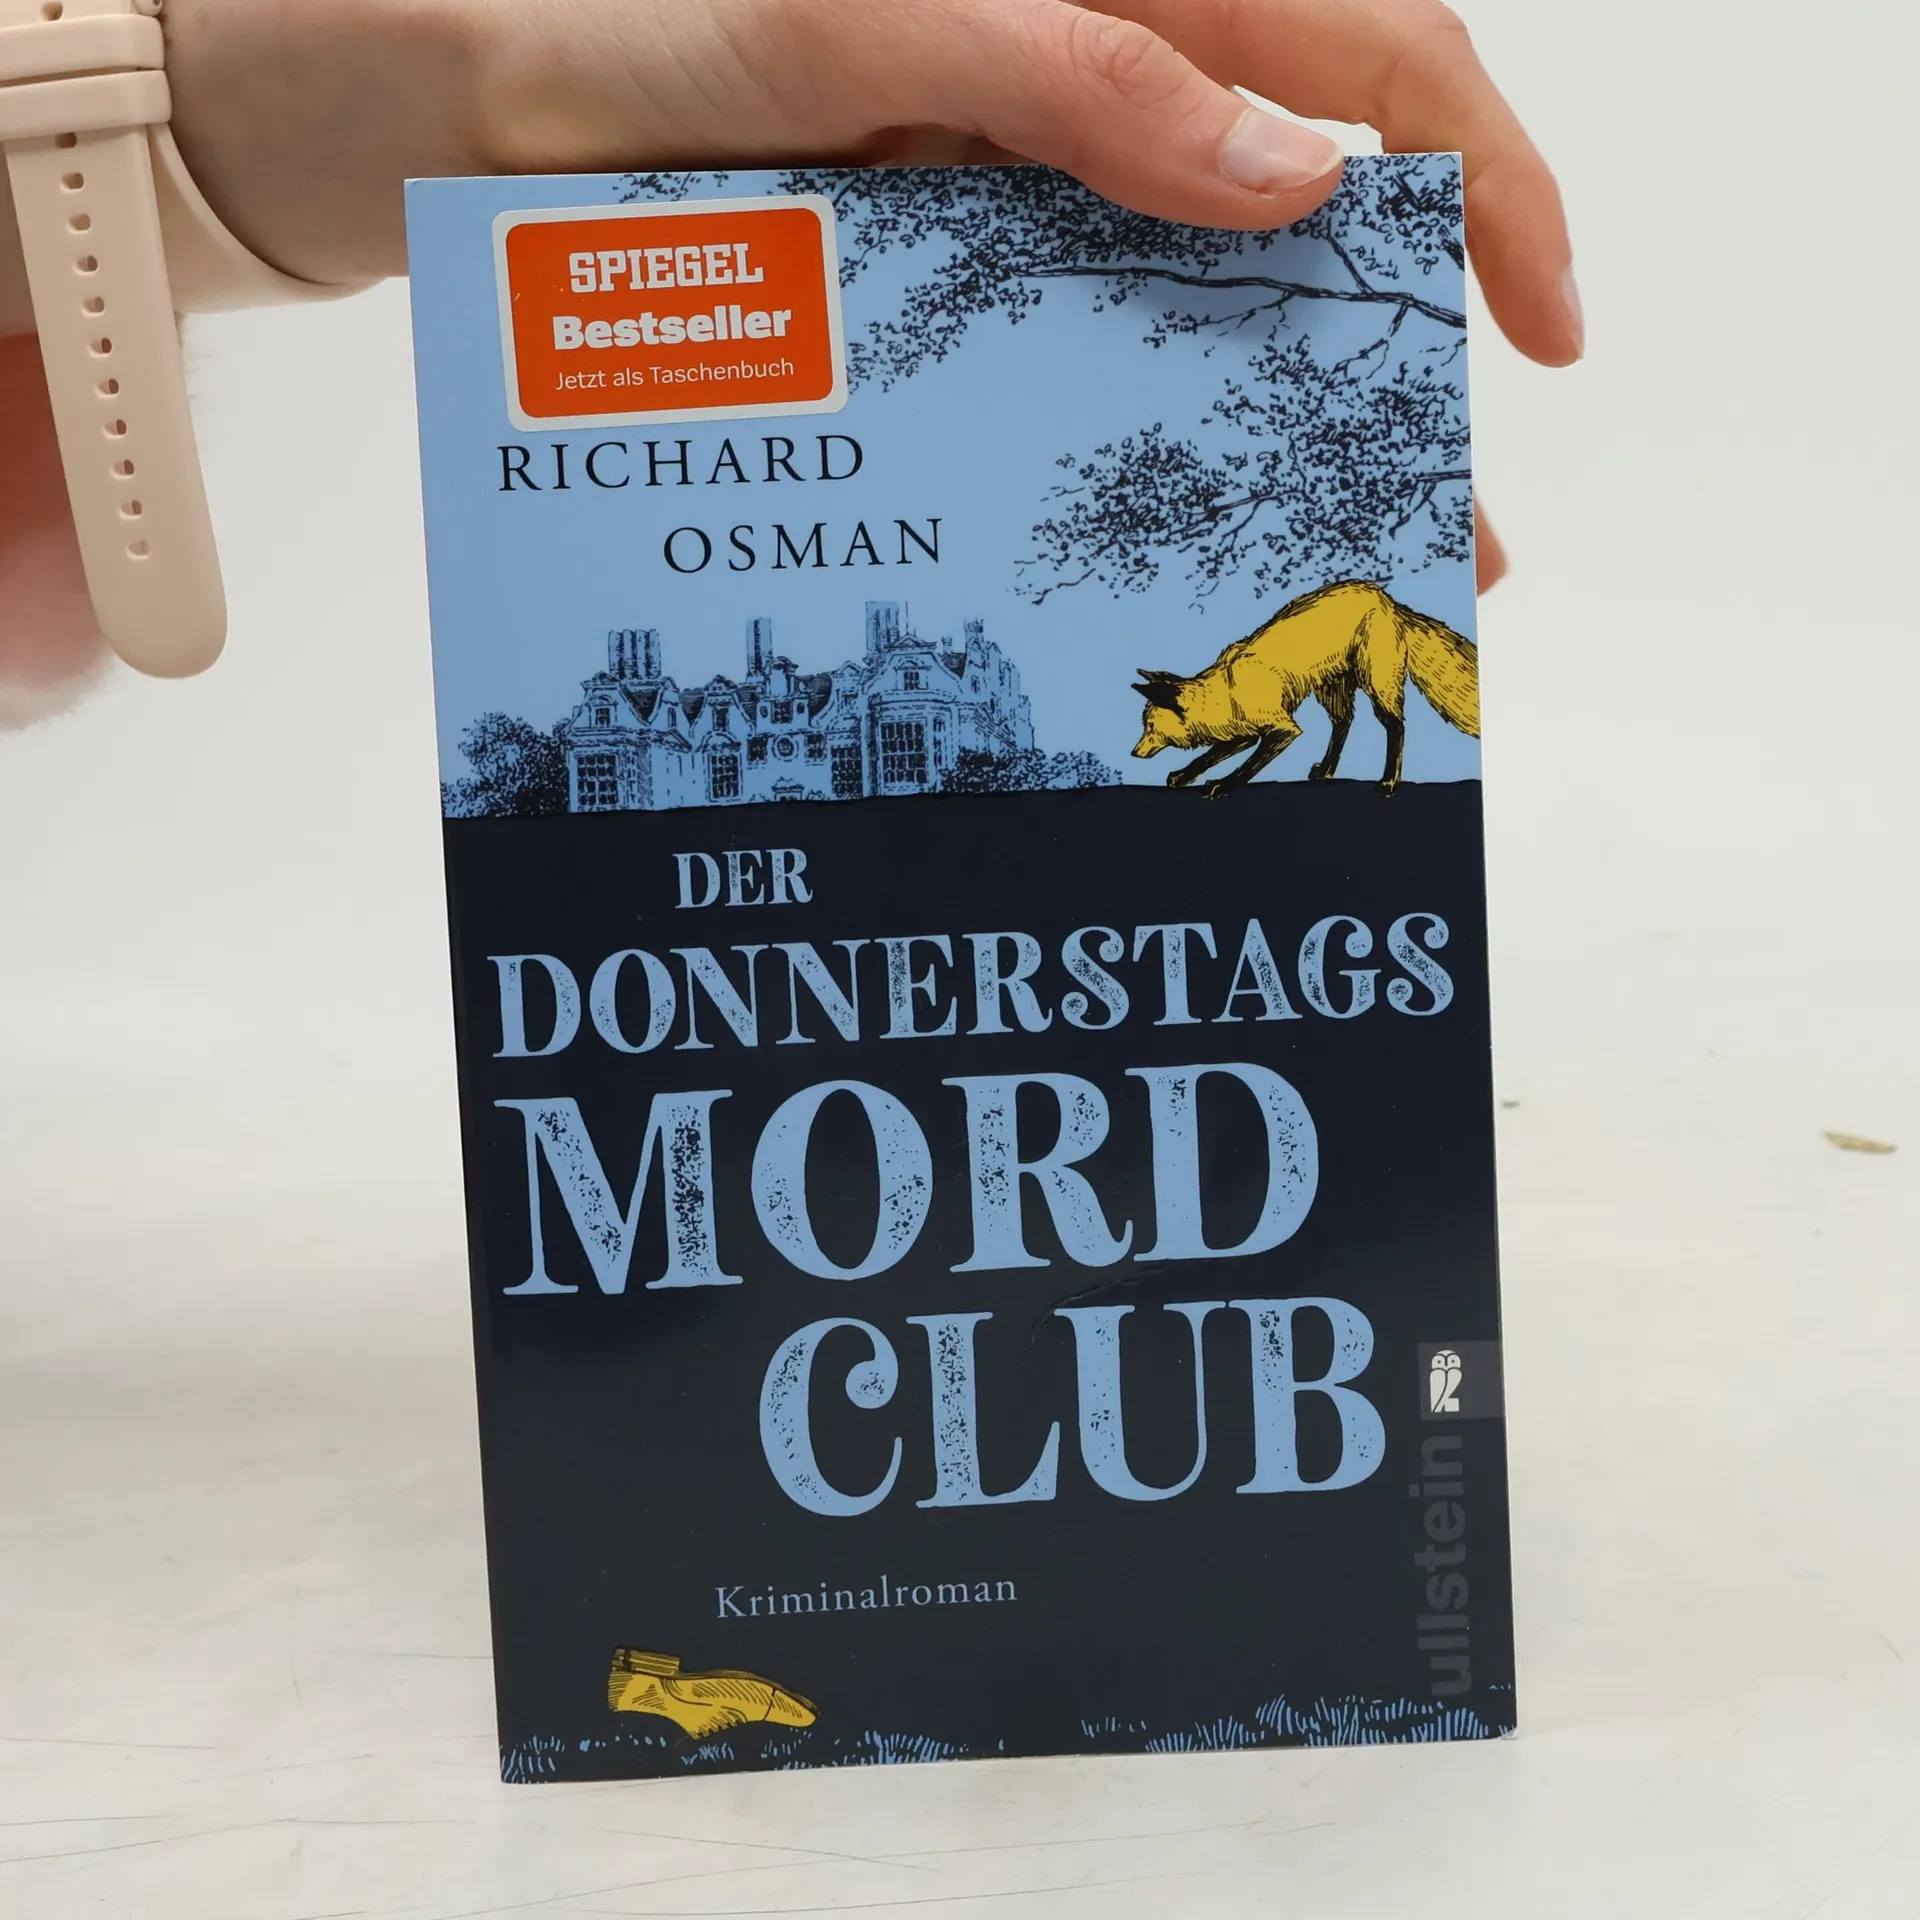 SPIEGEL
Bestseller
Jetzt als Taschenbuch
RICHARD
OSMAN
DER
DONNERSTAGS
MORD
CLUB
Kriminalroman
ullstein